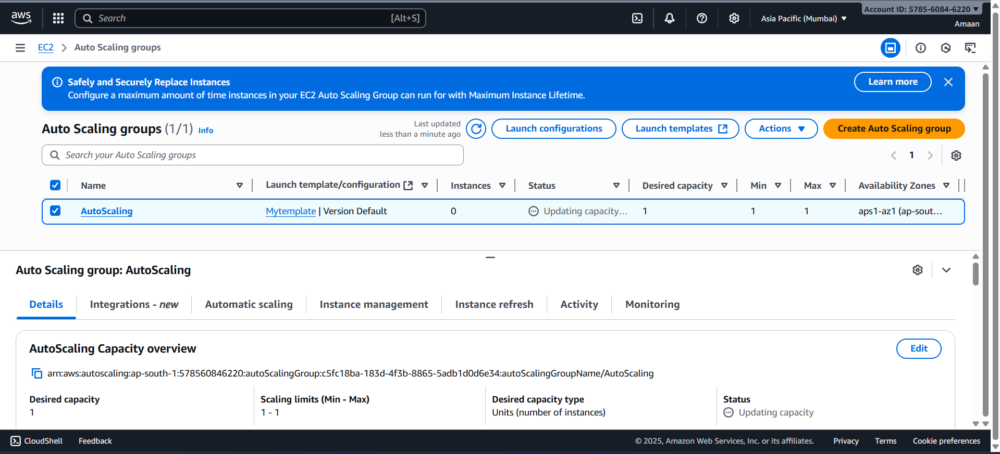 aws
Search [Alt+S]
Asia Pacific (Mumbai)
Account ID: 5785-6084-6220
Amaan
EC2
Auto Scaling groups
Safely and Securely Replace Instances
Configure a maximum amount of time instances in your EC2 Auto Scaling Group can run for with Maximum Instance Lifetime.
Learn more
Auto Scaling groups (1/1) Info
Last updated
less than a minute ago
Launch configurations
Launch templates
Actions
Create Auto Scaling group
Search your Auto Scaling groups
1
Name Launch template/configuration Instances Status Desired capacity Min Max Availability Zones
AutoScaling Mytemplate | Version Default 0 Updating capacity... 1 1 1 aps1-az1 (ap-sout...
Auto Scaling group: AutoScaling
Details Integrations - new Automatic scaling Instance management Instance refresh Activity Monitoring
AutoScaling Capacity overview
Edit
arn:aws:autoscaling:ap-south-1:578560846220:autoScalingGroup:c5fc18ba-183d-4f3b-8865-5adb1d0d6e34:autoScalingGroupName/AutoScaling
Desired capacity Scaling limits (Min - Max) Desired capacity type Status
1 1 - 1 Units (number of instances) Updating capacity
CloudShell Feedback © 2025, Amazon Web Services, Inc. or its affiliates. Privacy Terms Cookie preferences